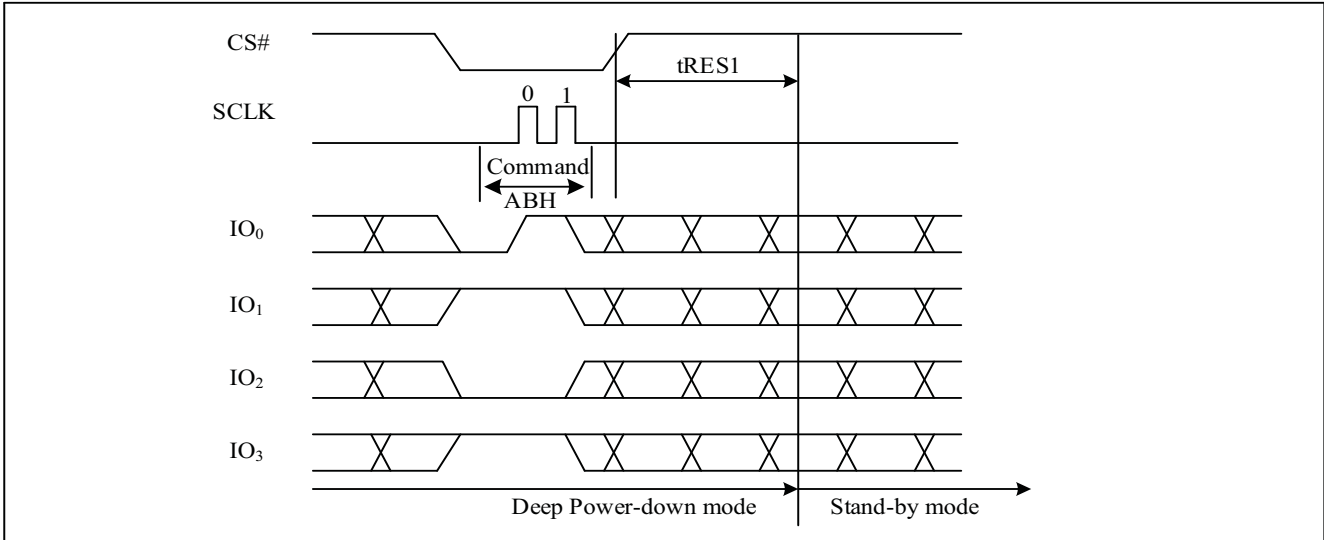 CS#
tRES1
0 1
SCLK
Command
ABH
IO₀
IO₁
IO₂
IO₃
Deep Power-down mode Stand-by mode